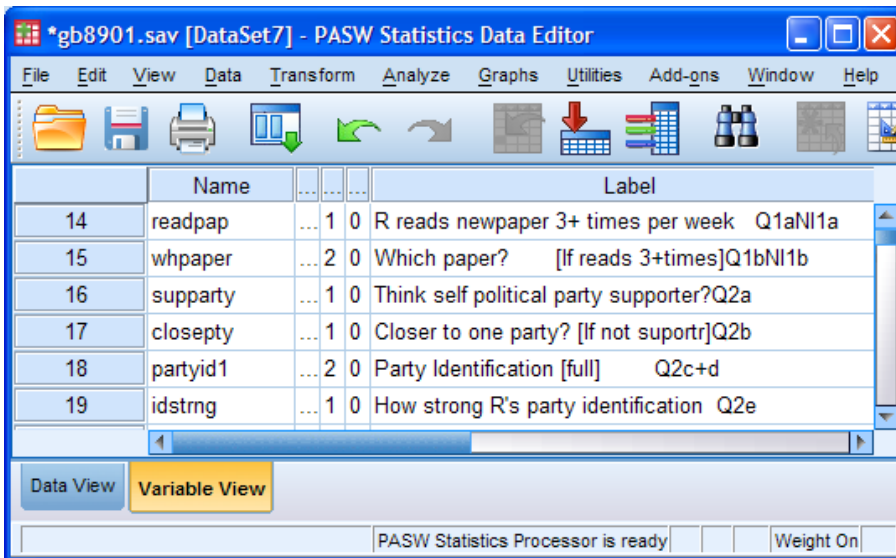 *gb8901.sav [DataSet7] - PASW Statistics Data Editor
File Edit View Data Transform Analyze Graphs Utilities Add-ons Window Help
Name ... ... ... Label
14 readpap ... 1 0 R reads newpaper 3+ times per week Q1aNI1a
15 whpaper ... 2 0 Which paper? [If reads 3+times]Q1bNI1b
16 supparty ... 1 0 Think self political party supporter?Q2a
17 closepty ... 1 0 Closer to one party? [If not suportr]Q2b
18 partyid1 ... 2 0 Party Identification [full] Q2c+d
19 idstrng ... 1 0 How strong R's party identification Q2e
Data View Variable View
PASW Statistics Processor is ready Weight On